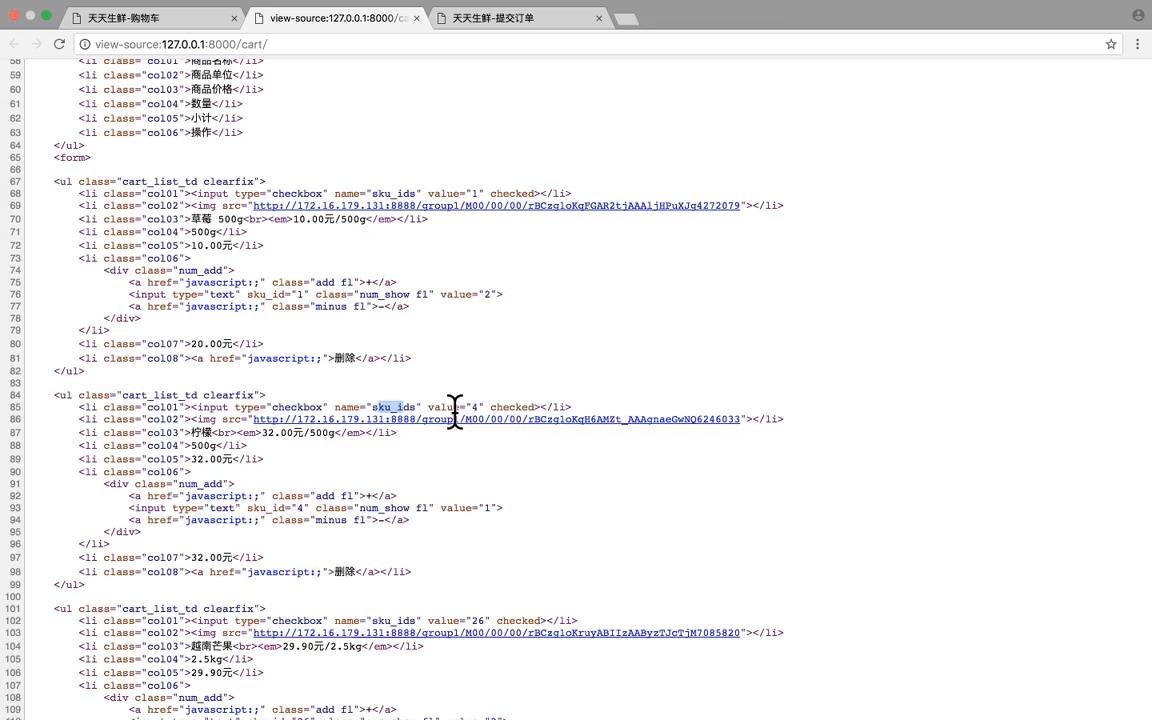 天天生鲜-购物车
view-source:127.0.0.1:8000/ca
天天生鲜-提交订单
view-source:127.0.0.1:8000/cart/
58 <li class="col01">商品名称</li>
59 <li class="col02">商品单位</li>
60 <li class="col03">商品价格</li>
61 <li class="col04">数量</li>
62 <li class="col05">小计</li>
63 <li class="col06">操作</li>
64 </ul>
65 <form>
66
67 <ul class="cart_list_td clearfix">
68 <li class="col01"><input type="checkbox" name="sku_ids" value="1" checked></li>
69 <li class="col02"><img src="http://172.16.179.131:8888/group1/M00/00/00/rBCzgloKqFGAR2tjAAAljHPuXJg4272079"></li>
70 <li class="col03">草莓 500g<br><em>10.00元/500g</em></li>
71 <li class="col04">500g</li>
72 <li class="col05">10.00元</li>
73 <li class="col06">
74 <div class="num_add">
75 <a href="javascript:;" class="add fl">+</a>
76 <input type="text" sku_id="1" class="num_show fl" value="2">
77 <a href="javascript:;" class="minus fl">-</a>
78 </div>
79 </li>
80 <li class="col07">20.00元</li>
81 <li class="col08"><a href="javascript:;">删除</a></li>
82 </ul>
83
84 <ul class="cart_list_td clearfix">
85 <li class="col01"><input type="checkbox" name="sku_ids" value="4" checked></li>
86 <li class="col02"><img src="http://172.16.179.131:8888/group1/M00/00/00/rBCzgloKqH6AMZt_AAAgnaeGwNQ6246033"></li>
87 <li class="col03">柠檬<br><em>32.00元/500g</em></li>
88 <li class="col04">500g</li>
89 <li class="col05">32.00元</li>
90 <li class="col06">
91 <div class="num_add">
92 <a href="javascript:;" class="add fl">+</a>
93 <input type="text" sku_id="4" class="num_show fl" value="1">
94 <a href="javascript:;" class="minus fl">-</a>
95 </div>
96 </li>
97 <li class="col07">32.00元</li>
98 <li class="col08"><a href="javascript:;">删除</a></li>
99 </ul>
100
101 <ul class="cart_list_td clearfix">
102 <li class="col01"><input type="checkbox" name="sku_ids" value="26" checked></li>
103 <li class="col02"><img src="http://172.16.179.131:8888/group1/M00/00/00/rBCzgloKruyABIIzAAByzTJcTjM7085820"></li>
104 <li class="col03">越南芒果<br><em>29.90元/2.5kg</em></li>
105 <li class="col04">2.5kg</li>
106 <li class="col05">29.90元</li>
107 <li class="col06">
108 <div class="num_add">
109 <a href="javascript:;" class="add fl">+</a>